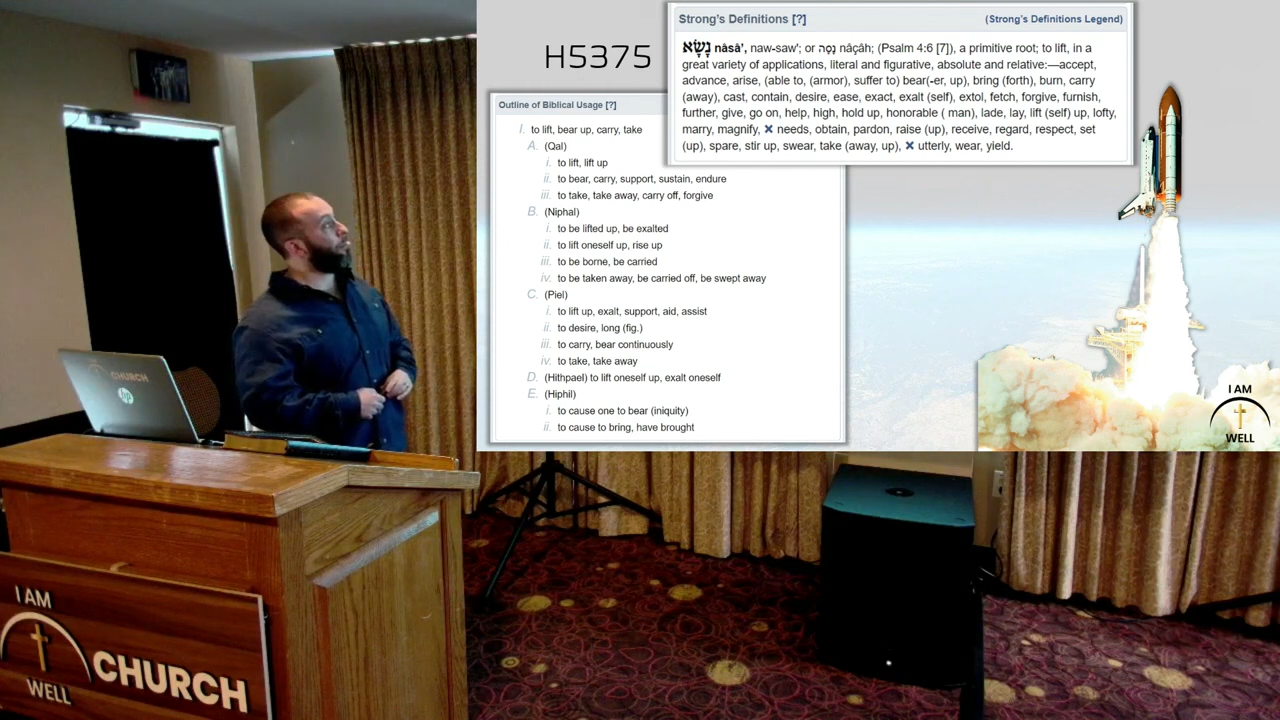 H5375
Strong's Definitions [?]
(Strong's Definitions Legend)
נָשָׂא nâsâʼ, naw-saw'; or נָסָה nâçâh; (Psalm 4:6 [7]), a primitive root; to lift, in a
great variety of applications, literal and figurative, absolute and relative:—accept,
advance, arise, (able to, (armor), suffer to) bear(-er, up), bring (forth), burn, carry
(away), cast, contain, desire, ease, exact, exalt (self), extol, fetch, forgive, furnish,
further, give, go on, help, high, hold up, honorable ( man), lade, lay, lift (self) up, lofty,
marry, magnify, × needs, obtain, pardon, raise (up), receive, regard, respect, set
(up), spare, stir up, swear, take (away, up), × utterly, wear, yield.
Outline of Biblical Usage [?]
I. to lift, bear up, carry, take
A. (Qal)
i. to lift, lift up
ii. to bear, carry, support, sustain, endure
iii. to take, take away, carry off, forgive
B. (Niphal)
i. to be lifted up, be exalted
ii. to lift oneself up, rise up
iii. to be borne, be carried
iv. to be taken away, be carried off, be swept away
C. (Piel)
i. to lift up, exalt, support, aid, assist
ii. to desire, long (fig.)
iii. to carry, bear continuously
iv. to take, take away
D. (Hithpael) to lift oneself up, exalt oneself
E. (Hiphil)
i. to cause one to bear (iniquity)
ii. to cause to bring, have brought
I AM
WELL
CHURCH
hp
I AM
WELL
CHURCH